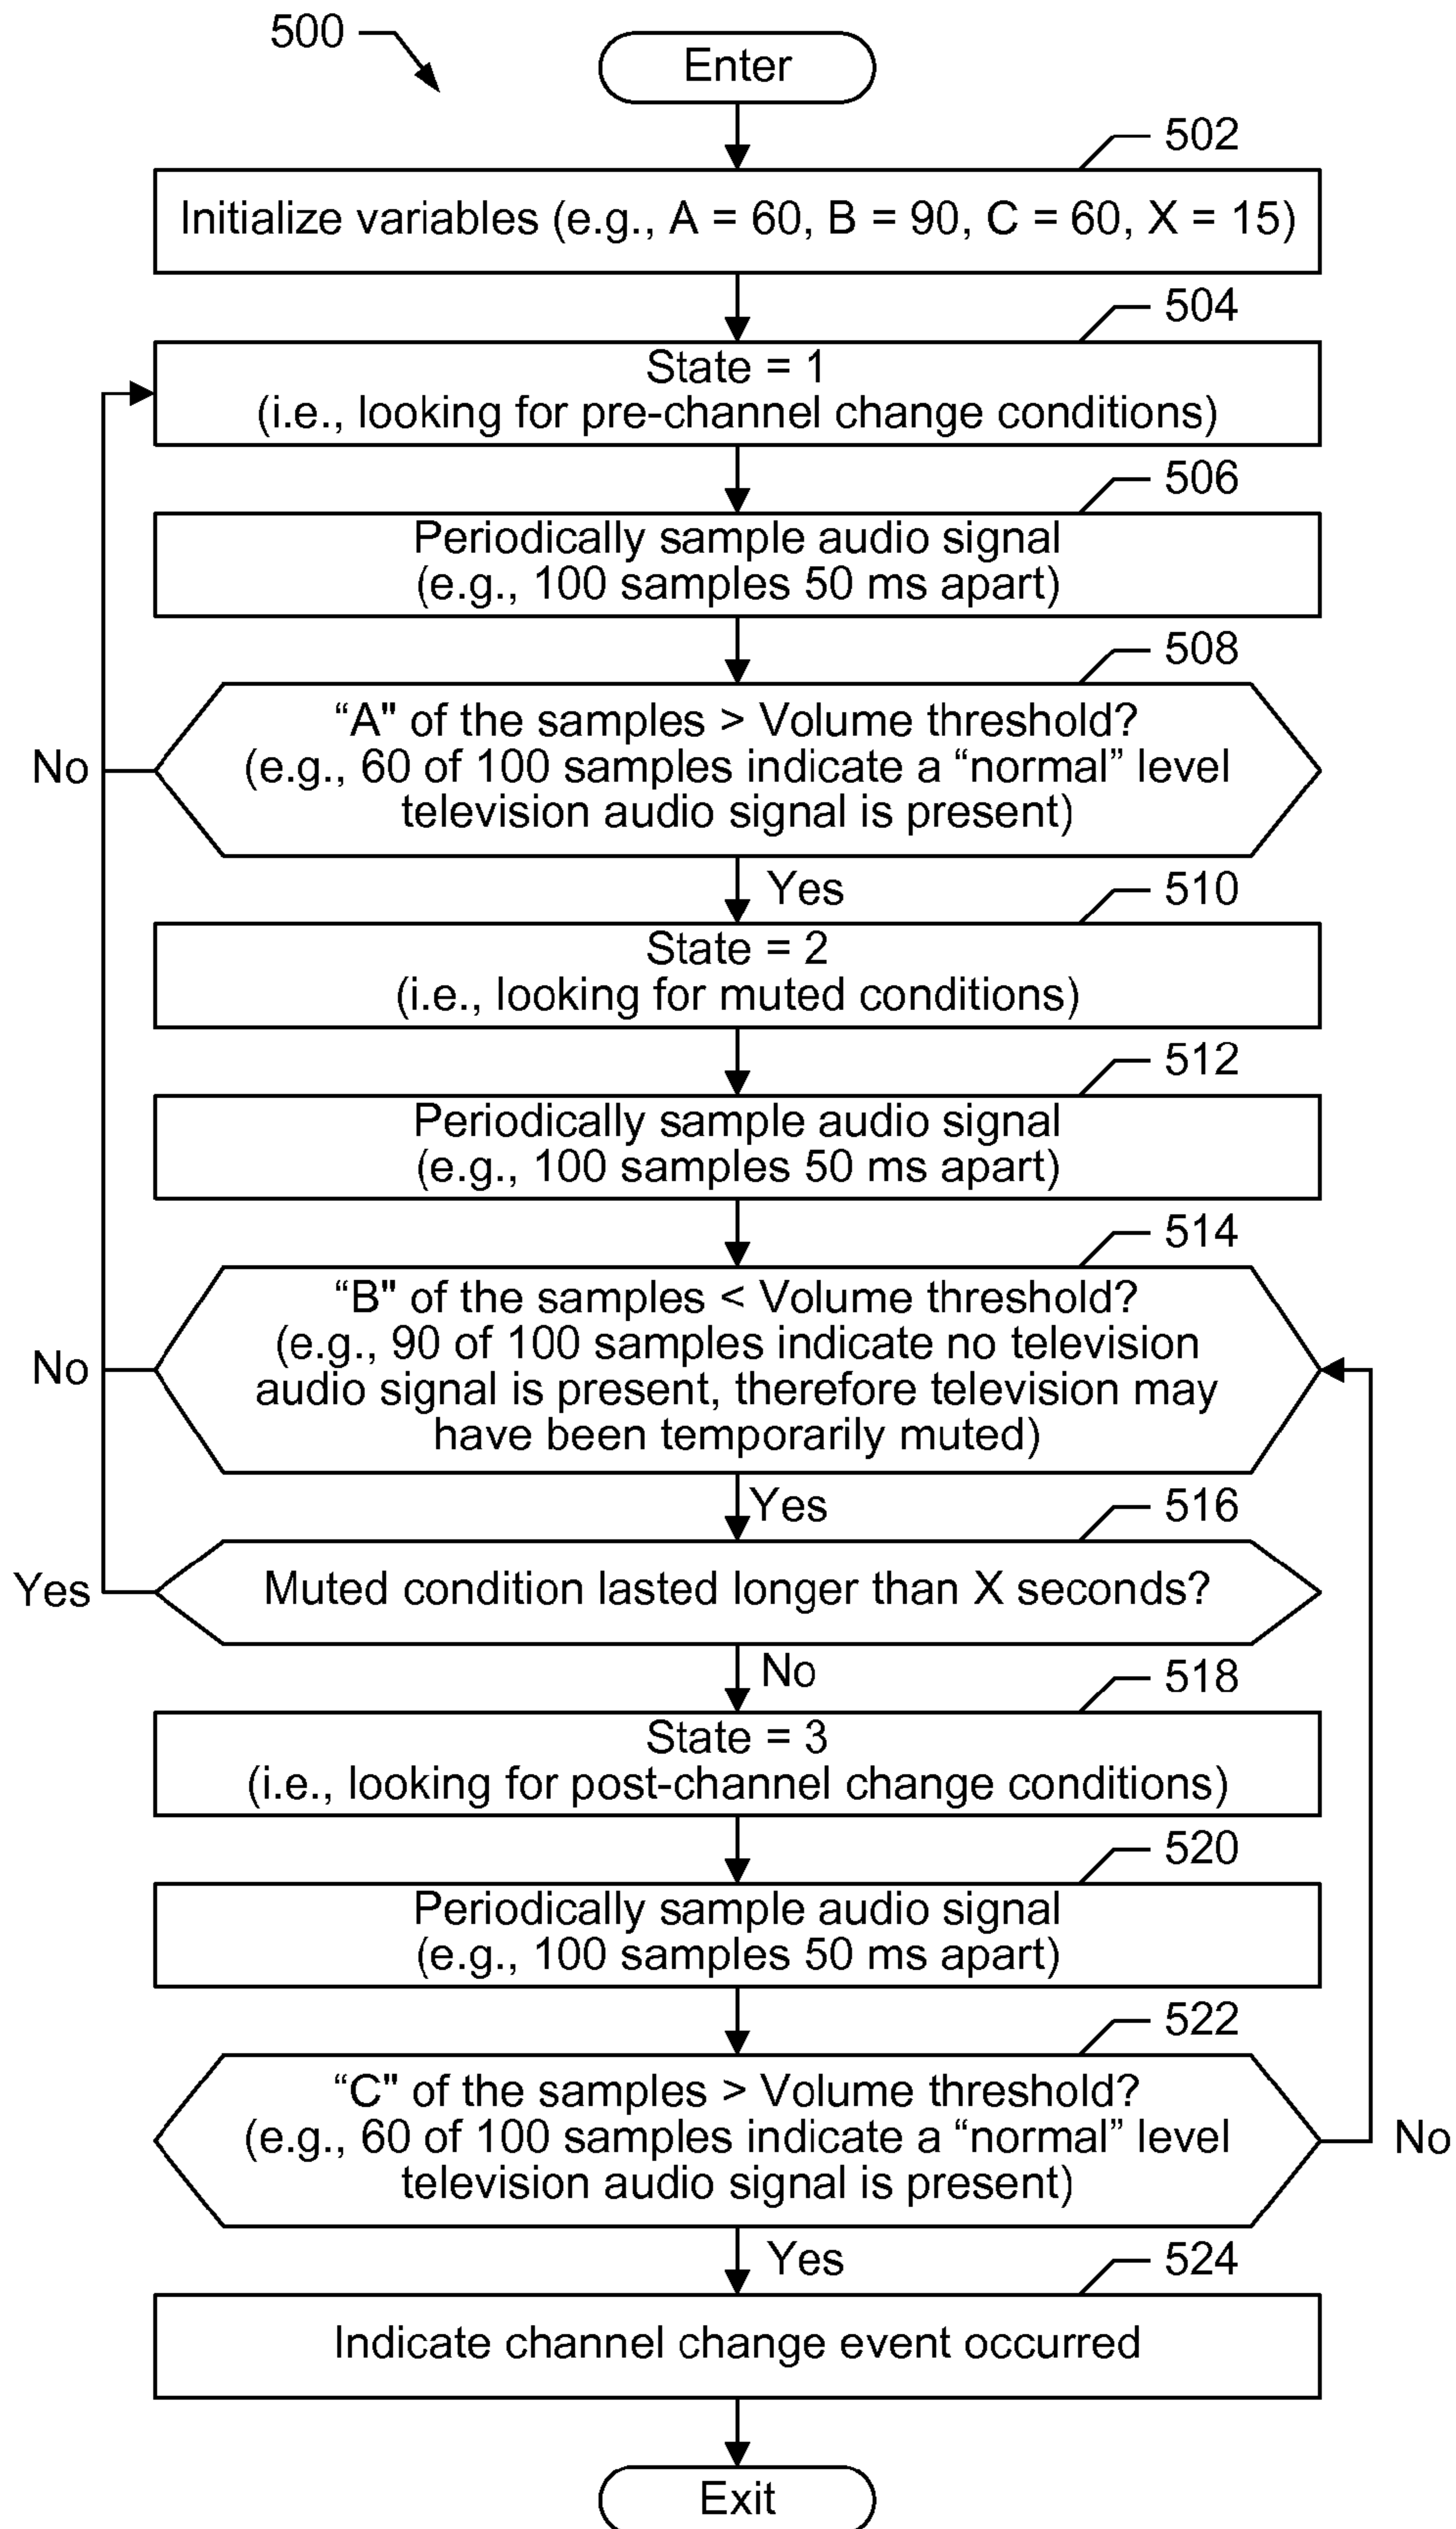 500
Enter
502
Initialize variables (e.g., A = 60, B = 90, C = 60, X = 15)
504
State = 1
(i.e., looking for pre-channel change conditions)
506
Periodically sample audio signal
(e.g., 100 samples 50 ms apart)
508
“A" of the samples > Volume threshold?
(e.g., 60 of 100 samples indicate a “normal” level
television audio signal is present)
No
Yes
510
State = 2
(i.e., looking for muted conditions)
512
Periodically sample audio signal
(e.g., 100 samples 50 ms apart)
514
“B" of the samples < Volume threshold?
(e.g., 90 of 100 samples indicate no television
audio signal is present, therefore television may
have been temporarily muted)
No
Yes
516
Muted condition lasted longer than X seconds?
Yes
No
518
State = 3
(i.e., looking for post-channel change conditions)
520
Periodically sample audio signal
(e.g., 100 samples 50 ms apart)
522
“C" of the samples > Volume threshold?
(e.g., 60 of 100 samples indicate a “normal” level
television audio signal is present)
No
Yes
524
Indicate channel change event occurred
Exit